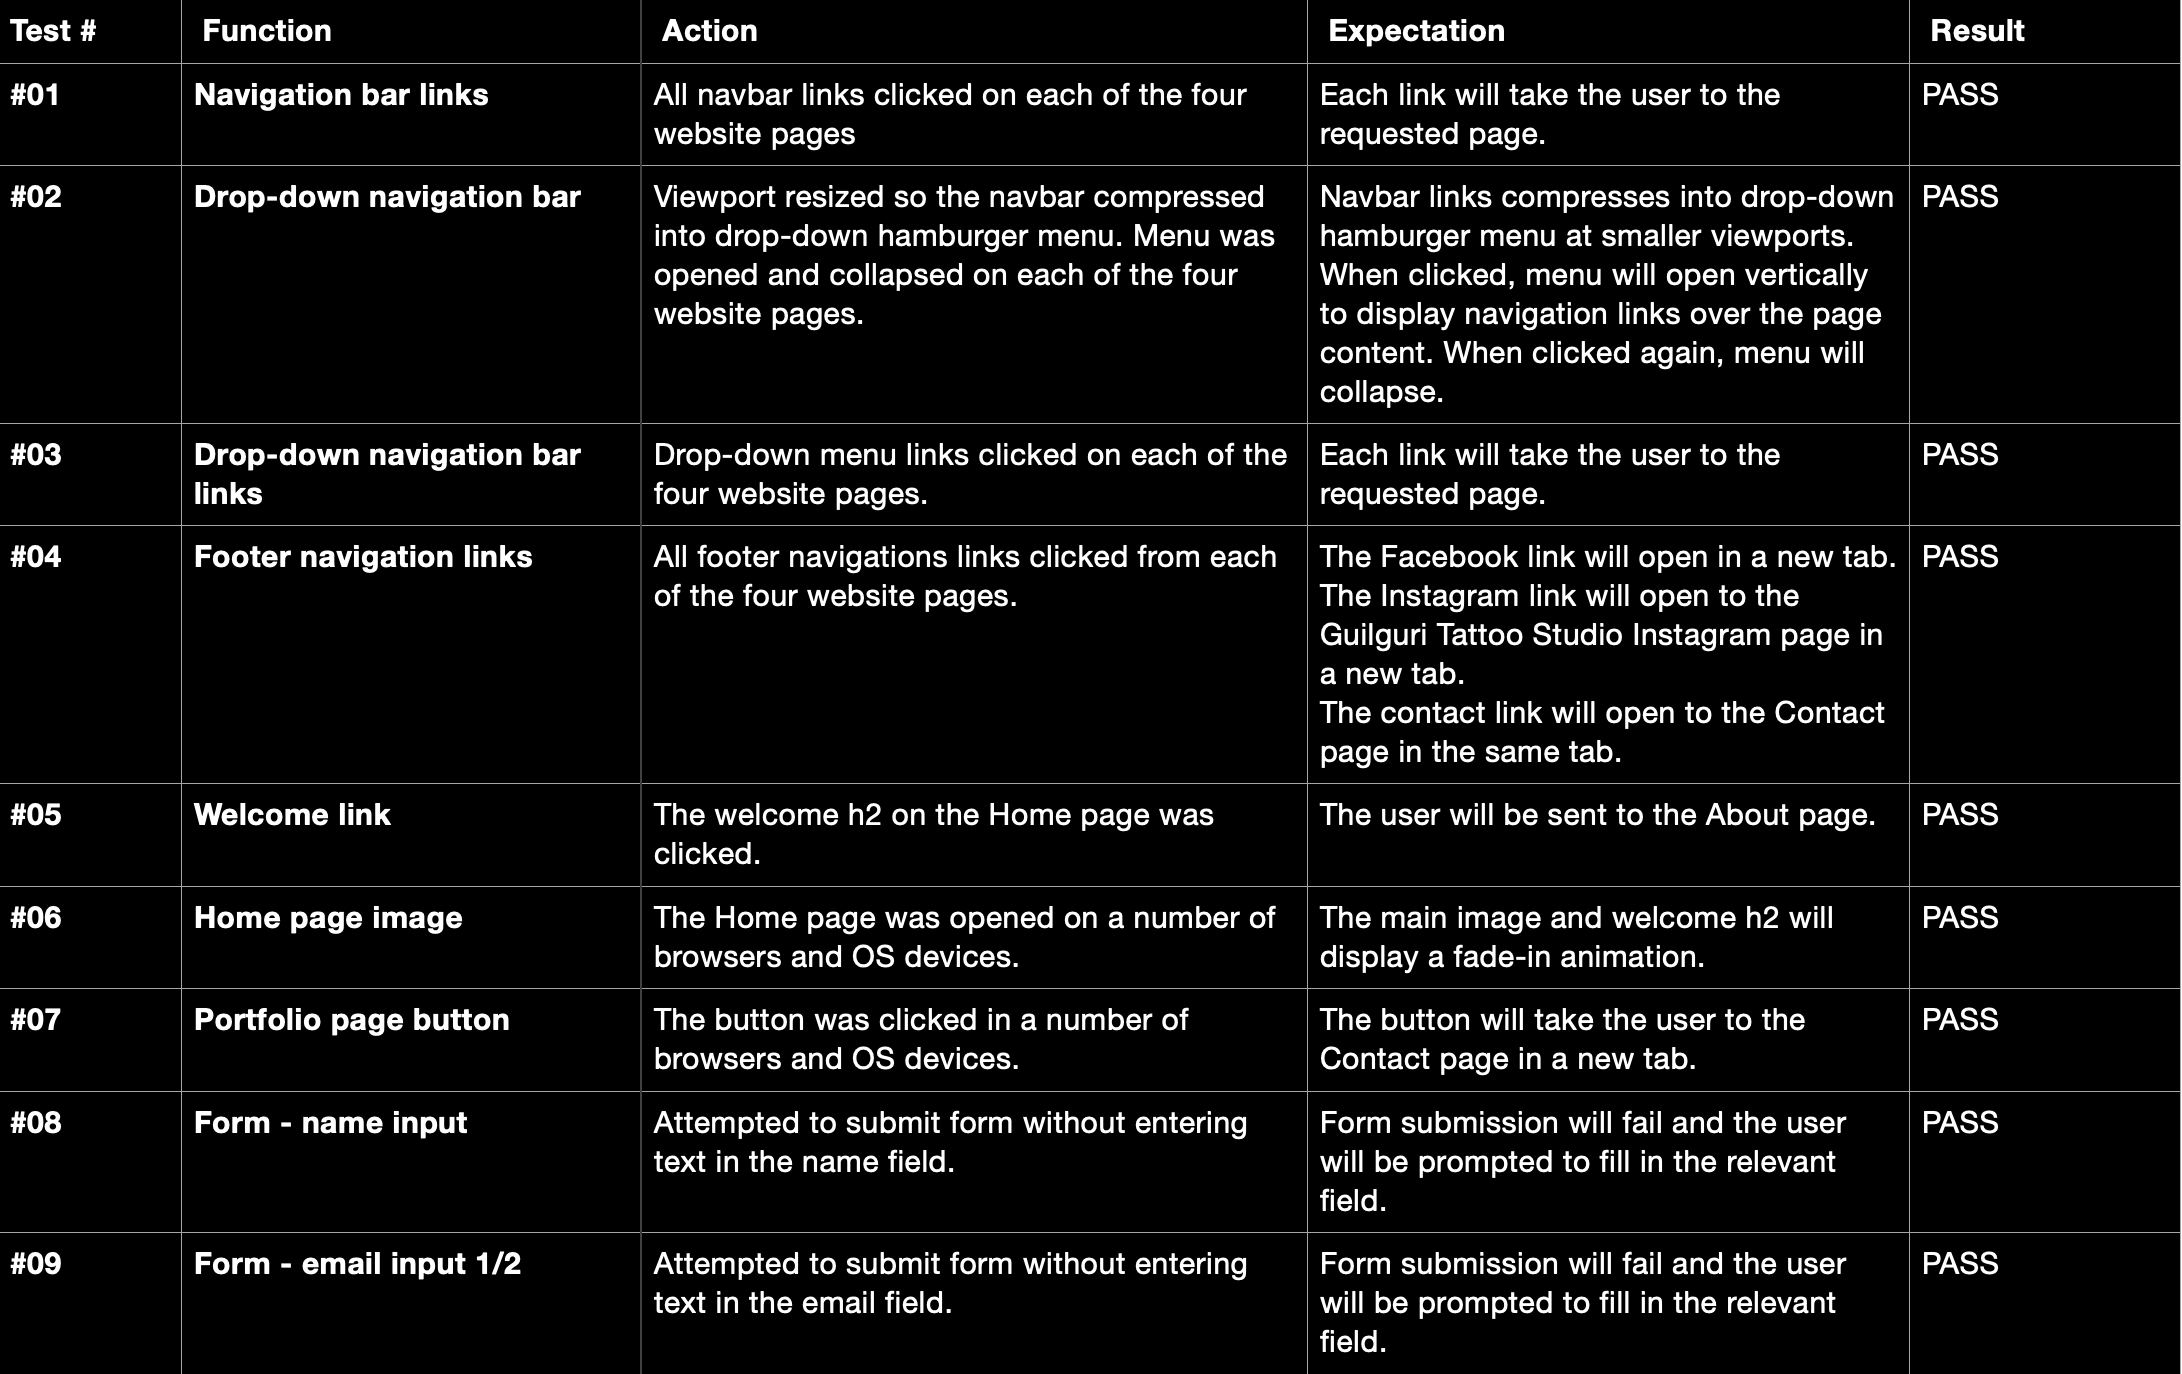 Test # Function Action Expectation Result
#01 Navigation bar links All navbar links clicked on each of the four Each link will take the user to the PASS
website pages requested page.
#02 Drop-down navigation bar Viewport resized so the navbar compressed Navbar links compresses into drop-down PASS
into drop-down hamburger menu. Menu was hamburger menu at smaller viewports.
opened and collapsed on each of the four When clicked, menu will open vertically
website pages. to display navigation links over the page
content. When clicked again, menu will
collapse.
#03 Drop-down navigation bar Drop-down menu links clicked on each of the Each link will take the user to the PASS
links four website pages. requested page.
#04 Footer navigation links All footer navigations links clicked from each The Facebook link will open in a new tab. PASS
of the four website pages. The Instagram link will open to the
Guilguri Tattoo Studio Instagram page in
a new tab.
The contact link will open to the Contact
page in the same tab.
#05 Welcome link The welcome h2 on the Home page was The user will be sent to the About page. PASS
clicked.
#06 Home page image The Home page was opened on a number of The main image and welcome h2 will PASS
browsers and OS devices. display a fade-in animation.
#07 Portfolio page button The button was clicked in a number of The button will take the user to the PASS
browsers and OS devices. Contact page in a new tab.
#08 Form - name input Attempted to submit form without entering Form submission will fail and the user PASS
text in the name field. will be prompted to fill in the relevant
field.
#09 Form - email input 1/2 Attempted to submit form without entering Form submission will fail and the user PASS
text in the email field. will be prompted to fill in the relevant
field.